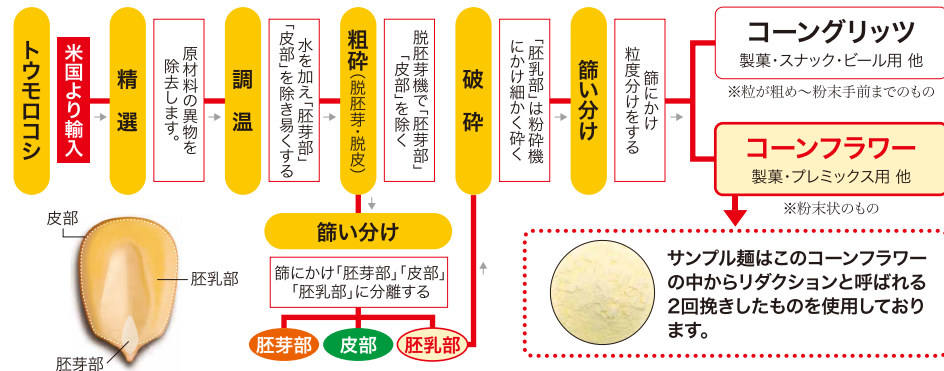 トウモロコシ
米国より輸入
精選
原材料の異物を
除去します。
調温
水を加え「胚芽部」
「皮部」を除き易くする
粗砕(脱胚芽・脱皮)
脱胚芽機で「胚芽部」
「皮部」を除く
篩い分け
篩にかけ「胚芽部」「皮部」
「胚乳部」に分離する
胚芽部
皮部
胚乳部
破砕
「胚乳部」は粉砕機
にかけ細かく砕く
篩い分け
篩にかけ
粒度分けをする
コーングリッツ
製菓・スナック・ビール用 他
※粒が粗め〜粉末手前までのもの
コーンフラワー
製菓・プレミックス用 他
※粉末状のもの
サンプル麺はこのコーンフラワー
の中からリダクションと呼ばれる
2回挽きしたものを使用しており
ます。
皮部
胚乳部
胚芽部